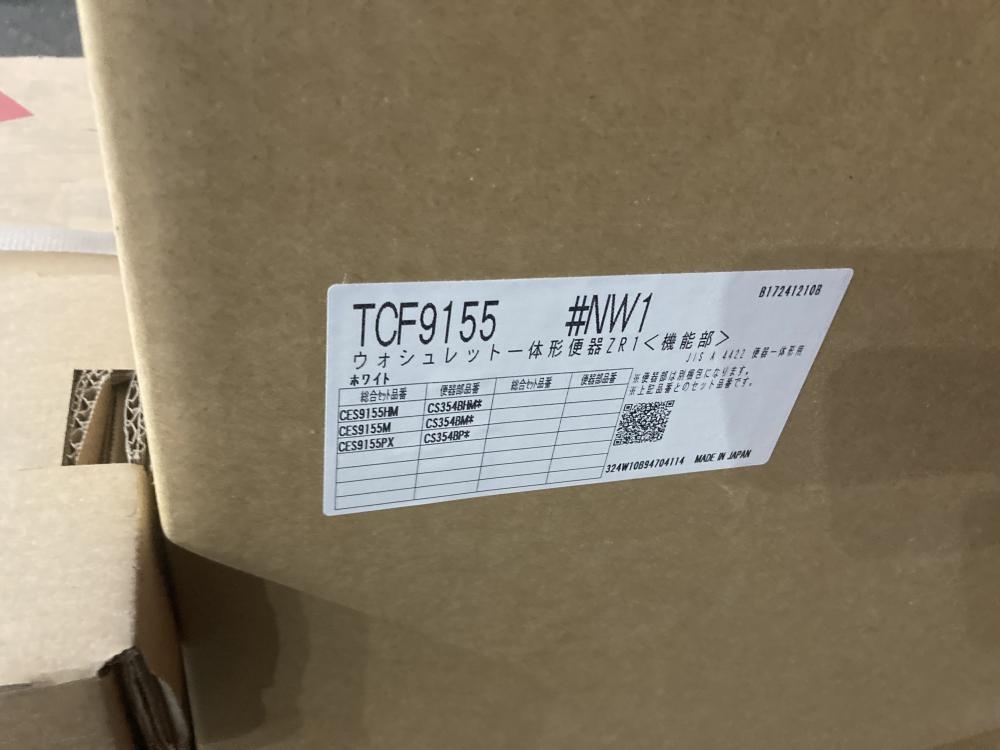 TCF9155 #NW1 B17241210B
ウォシュレット一体形便器ZR1<機能部>
JIS A 4422 便器一体形用
ホワイト
※便器部は別梱包になります。
※上記品番とのセット品番です。
総合セット品番 便器部品番 総合セット品番 便器部品番
CES9155HM CS354BHM*
CES9155M CS354BM*
CES9155PX CS354BP*
324W10B94704114 MADE IN JAPAN